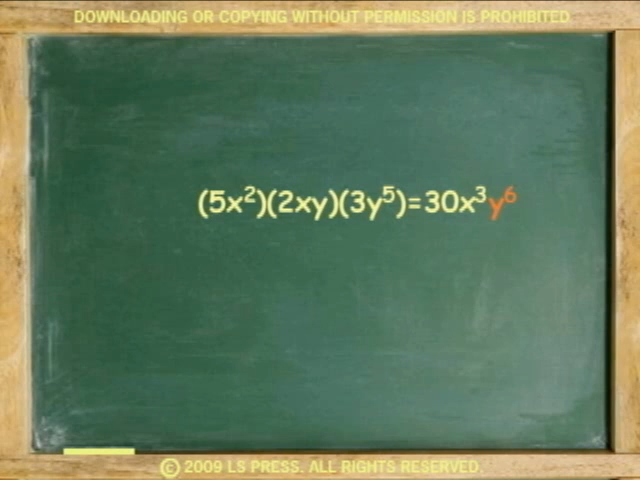 DOWNLOADING OR COPYING WITHOUT PERMISSION IS PROHIBITED
(5x²)(2xy)(3y⁵)=30x³y⁶
© 2009 LS PRESS. ALL RIGHTS RESERVED.